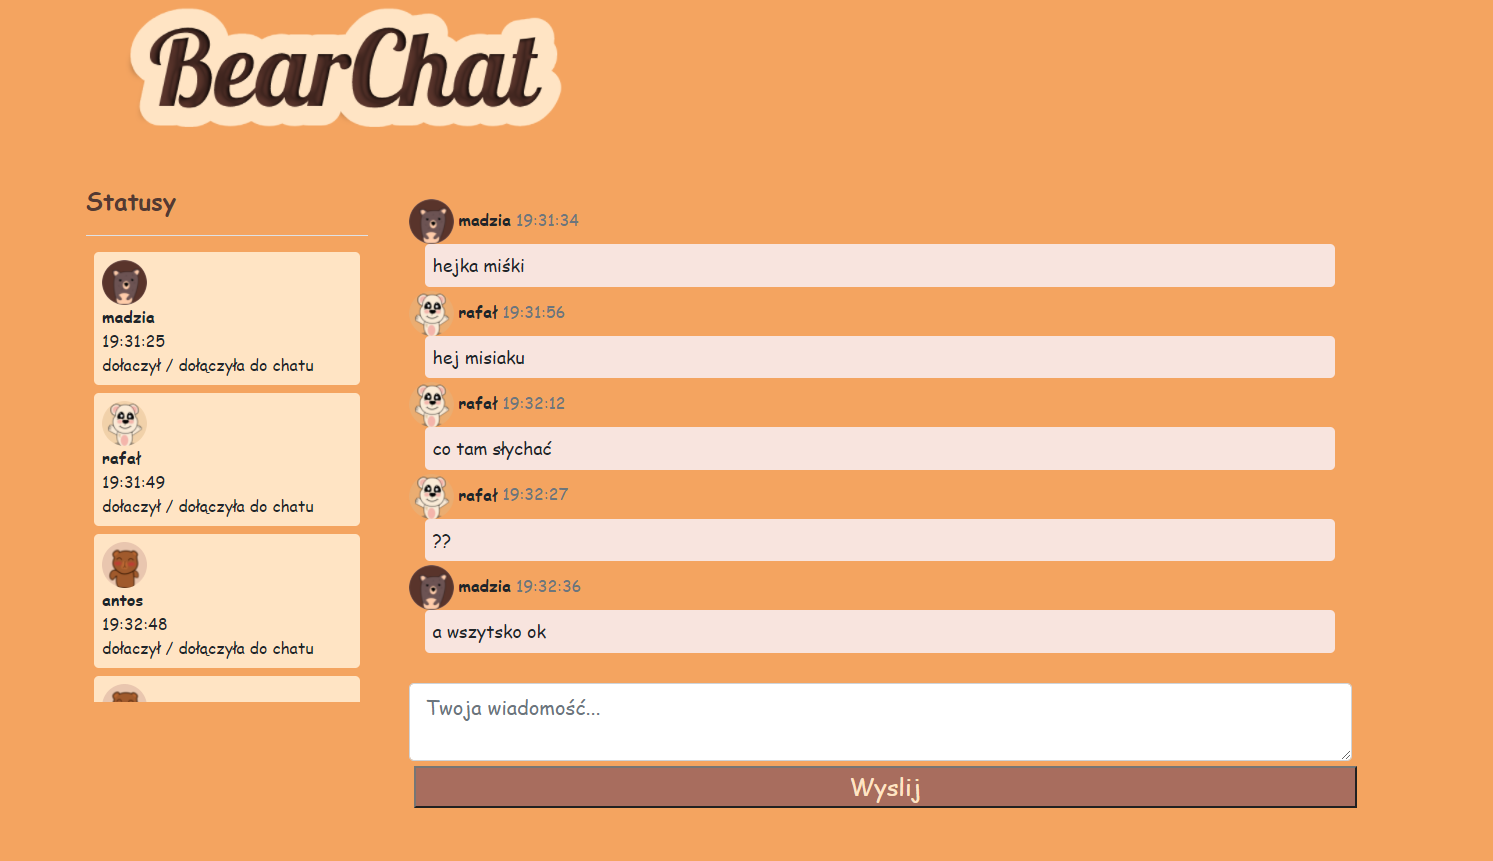 BearChat
Statusy
madzia
19:31:25
dołaczył / dołączyła do chatu
rafał
19:31:49
dołaczył / dołączyła do chatu
antos
19:32:48
dołaczył / dołączyła do chatu
madzia 19:31:34
hejka miśki
rafał 19:31:56
hej misiaku
rafał 19:32:12
co tam słychać
rafał 19:32:27
??
madzia 19:32:36
a wszytsko ok
Twoja wiadomość...
Wyslij